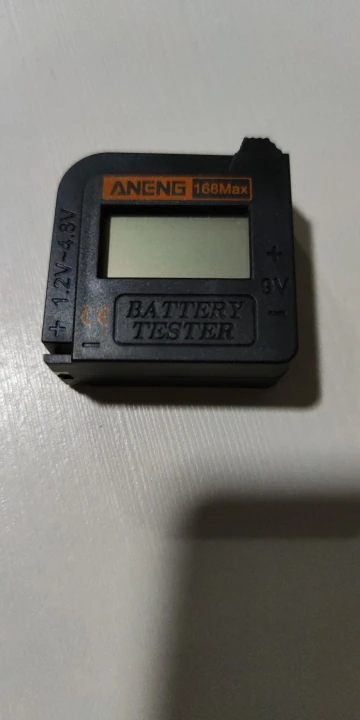 ANENG 168Max
+ 1.2V~4.8V
+
9V
-
BATTERY
TESTER
-